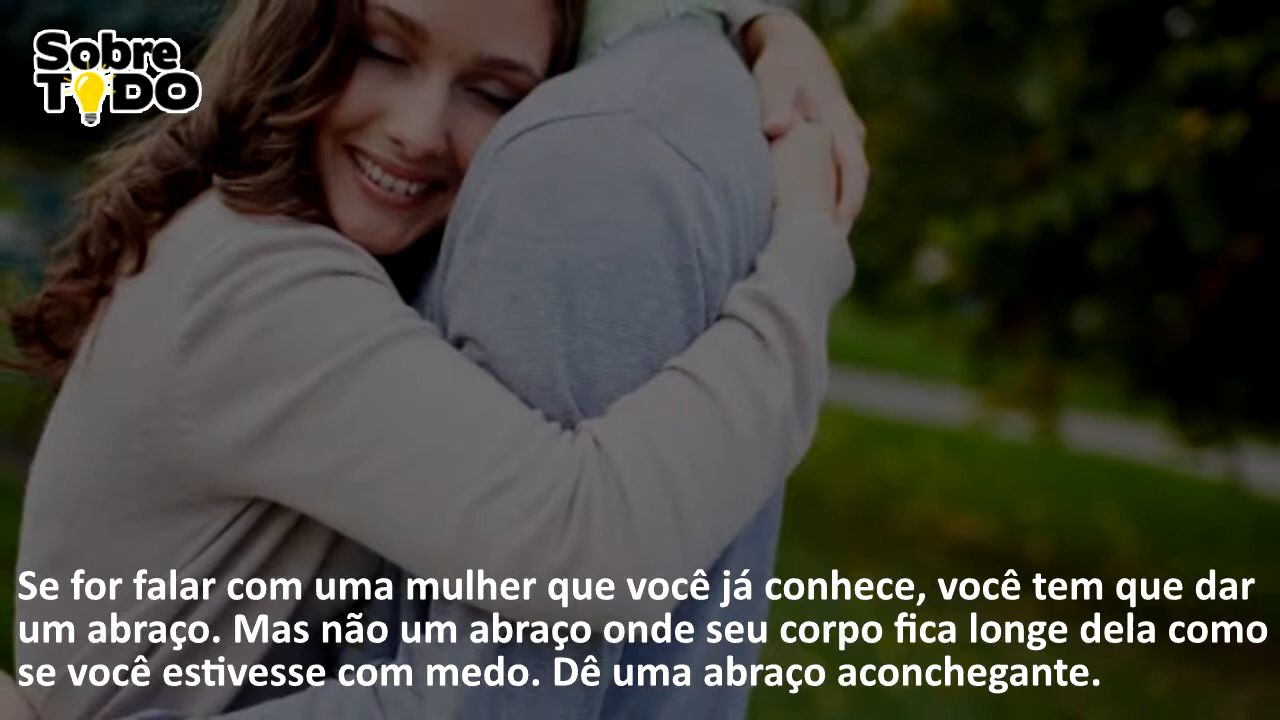 Sobre
TODO
Se for falar com uma mulher que você já conhece, você tem que dar
um abraço. Mas não um abraço onde seu corpo fica longe dela como
se você estivesse com medo. Dê uma abraço aconchegante.